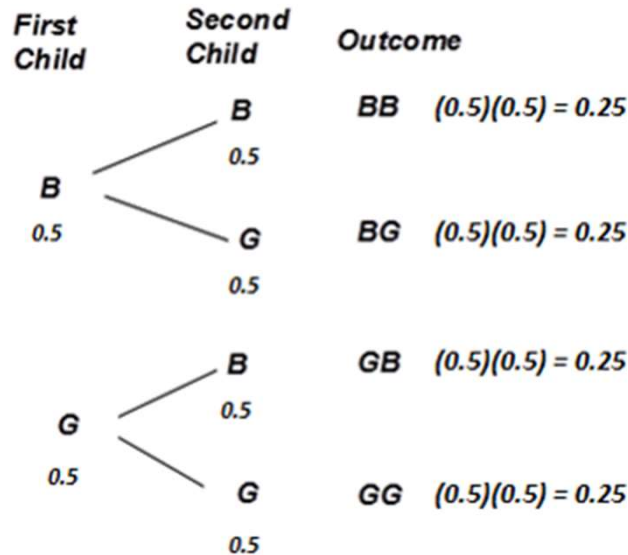 First Child
Second Child
Outcome
B
0.5
B
0.5
BB (0.5)(0.5) = 0.25
G
0.5
BG (0.5)(0.5) = 0.25
G
0.5
B
0.5
GB (0.5)(0.5) = 0.25
G
0.5
GG (0.5)(0.5) = 0.25